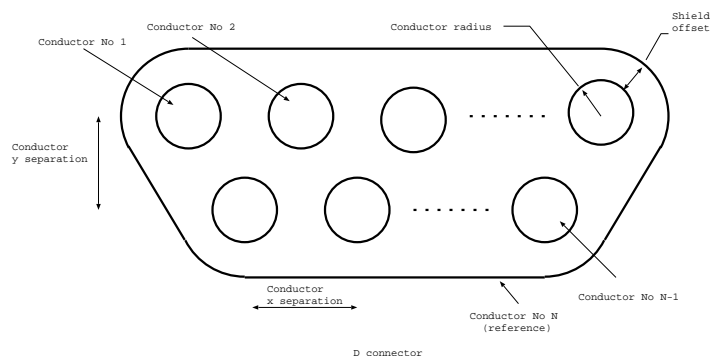 Conductor No 1
Conductor No 2
Conductor radius
Shield
offset
Conductor
y separation
Conductor
x separation
Conductor No N-1
Conductor No N
(reference)
D connector